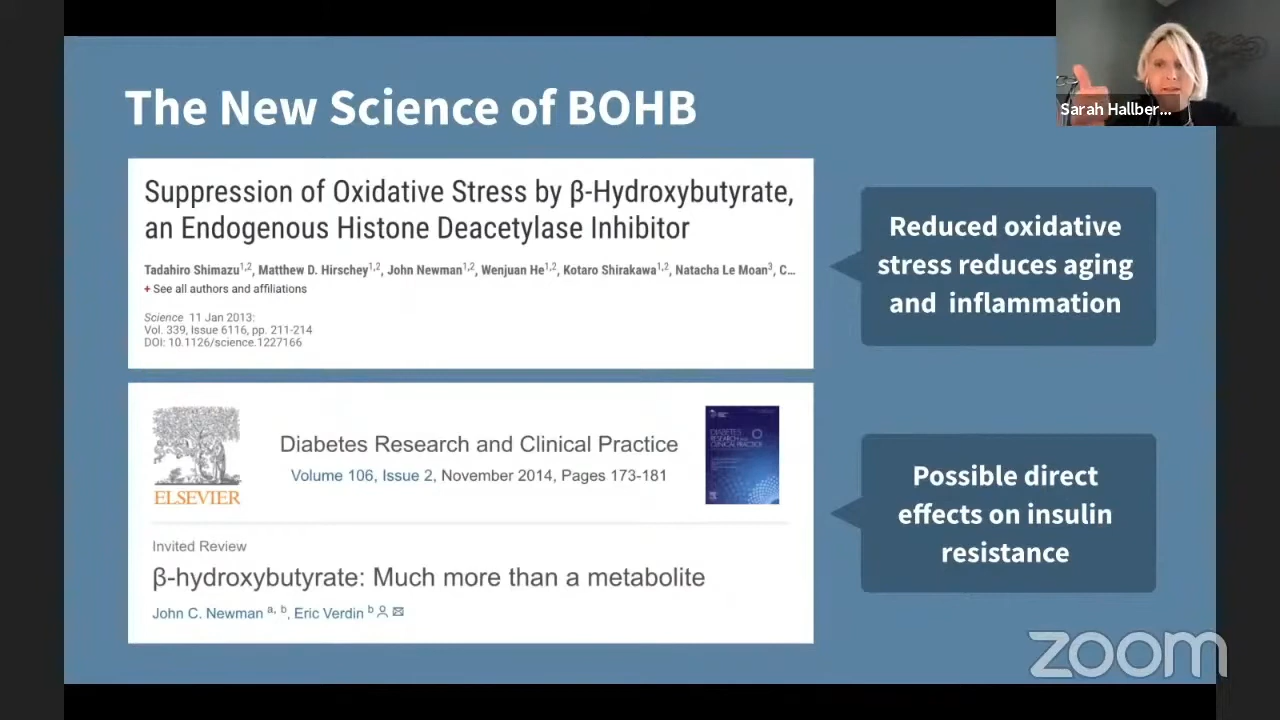 The New Science of BOHB
Sarah Hallber...
Suppression of Oxidative Stress by β-Hydroxybutyrate,
an Endogenous Histone Deacetylase Inhibitor
Tadahiro Shimazu1,2, Matthew D. Hirschey1,2, John Newman1,2, Wenjuan He1,2, Kotaro Shirakawa1,2, Natacha Le Moan3, C...
+ See all authors and affiliations
Science 11 Jan 2013:
Vol. 339, Issue 6116, pp. 211-214
DOI: 10.1126/science.1227166
Reduced oxidative
stress reduces aging
and inflammation
ELSEVIER
Diabetes Research and Clinical Practice
Volume 106, Issue 2, November 2014, Pages 173-181
DIABETES
RESEARCH AND
CLINICAL PRACTICE
Invited Review
β-hydroxybutyrate: Much more than a metabolite
John C. Newman a, b, Eric Verdin b
Possible direct
effects on insulin
resistance
zoom